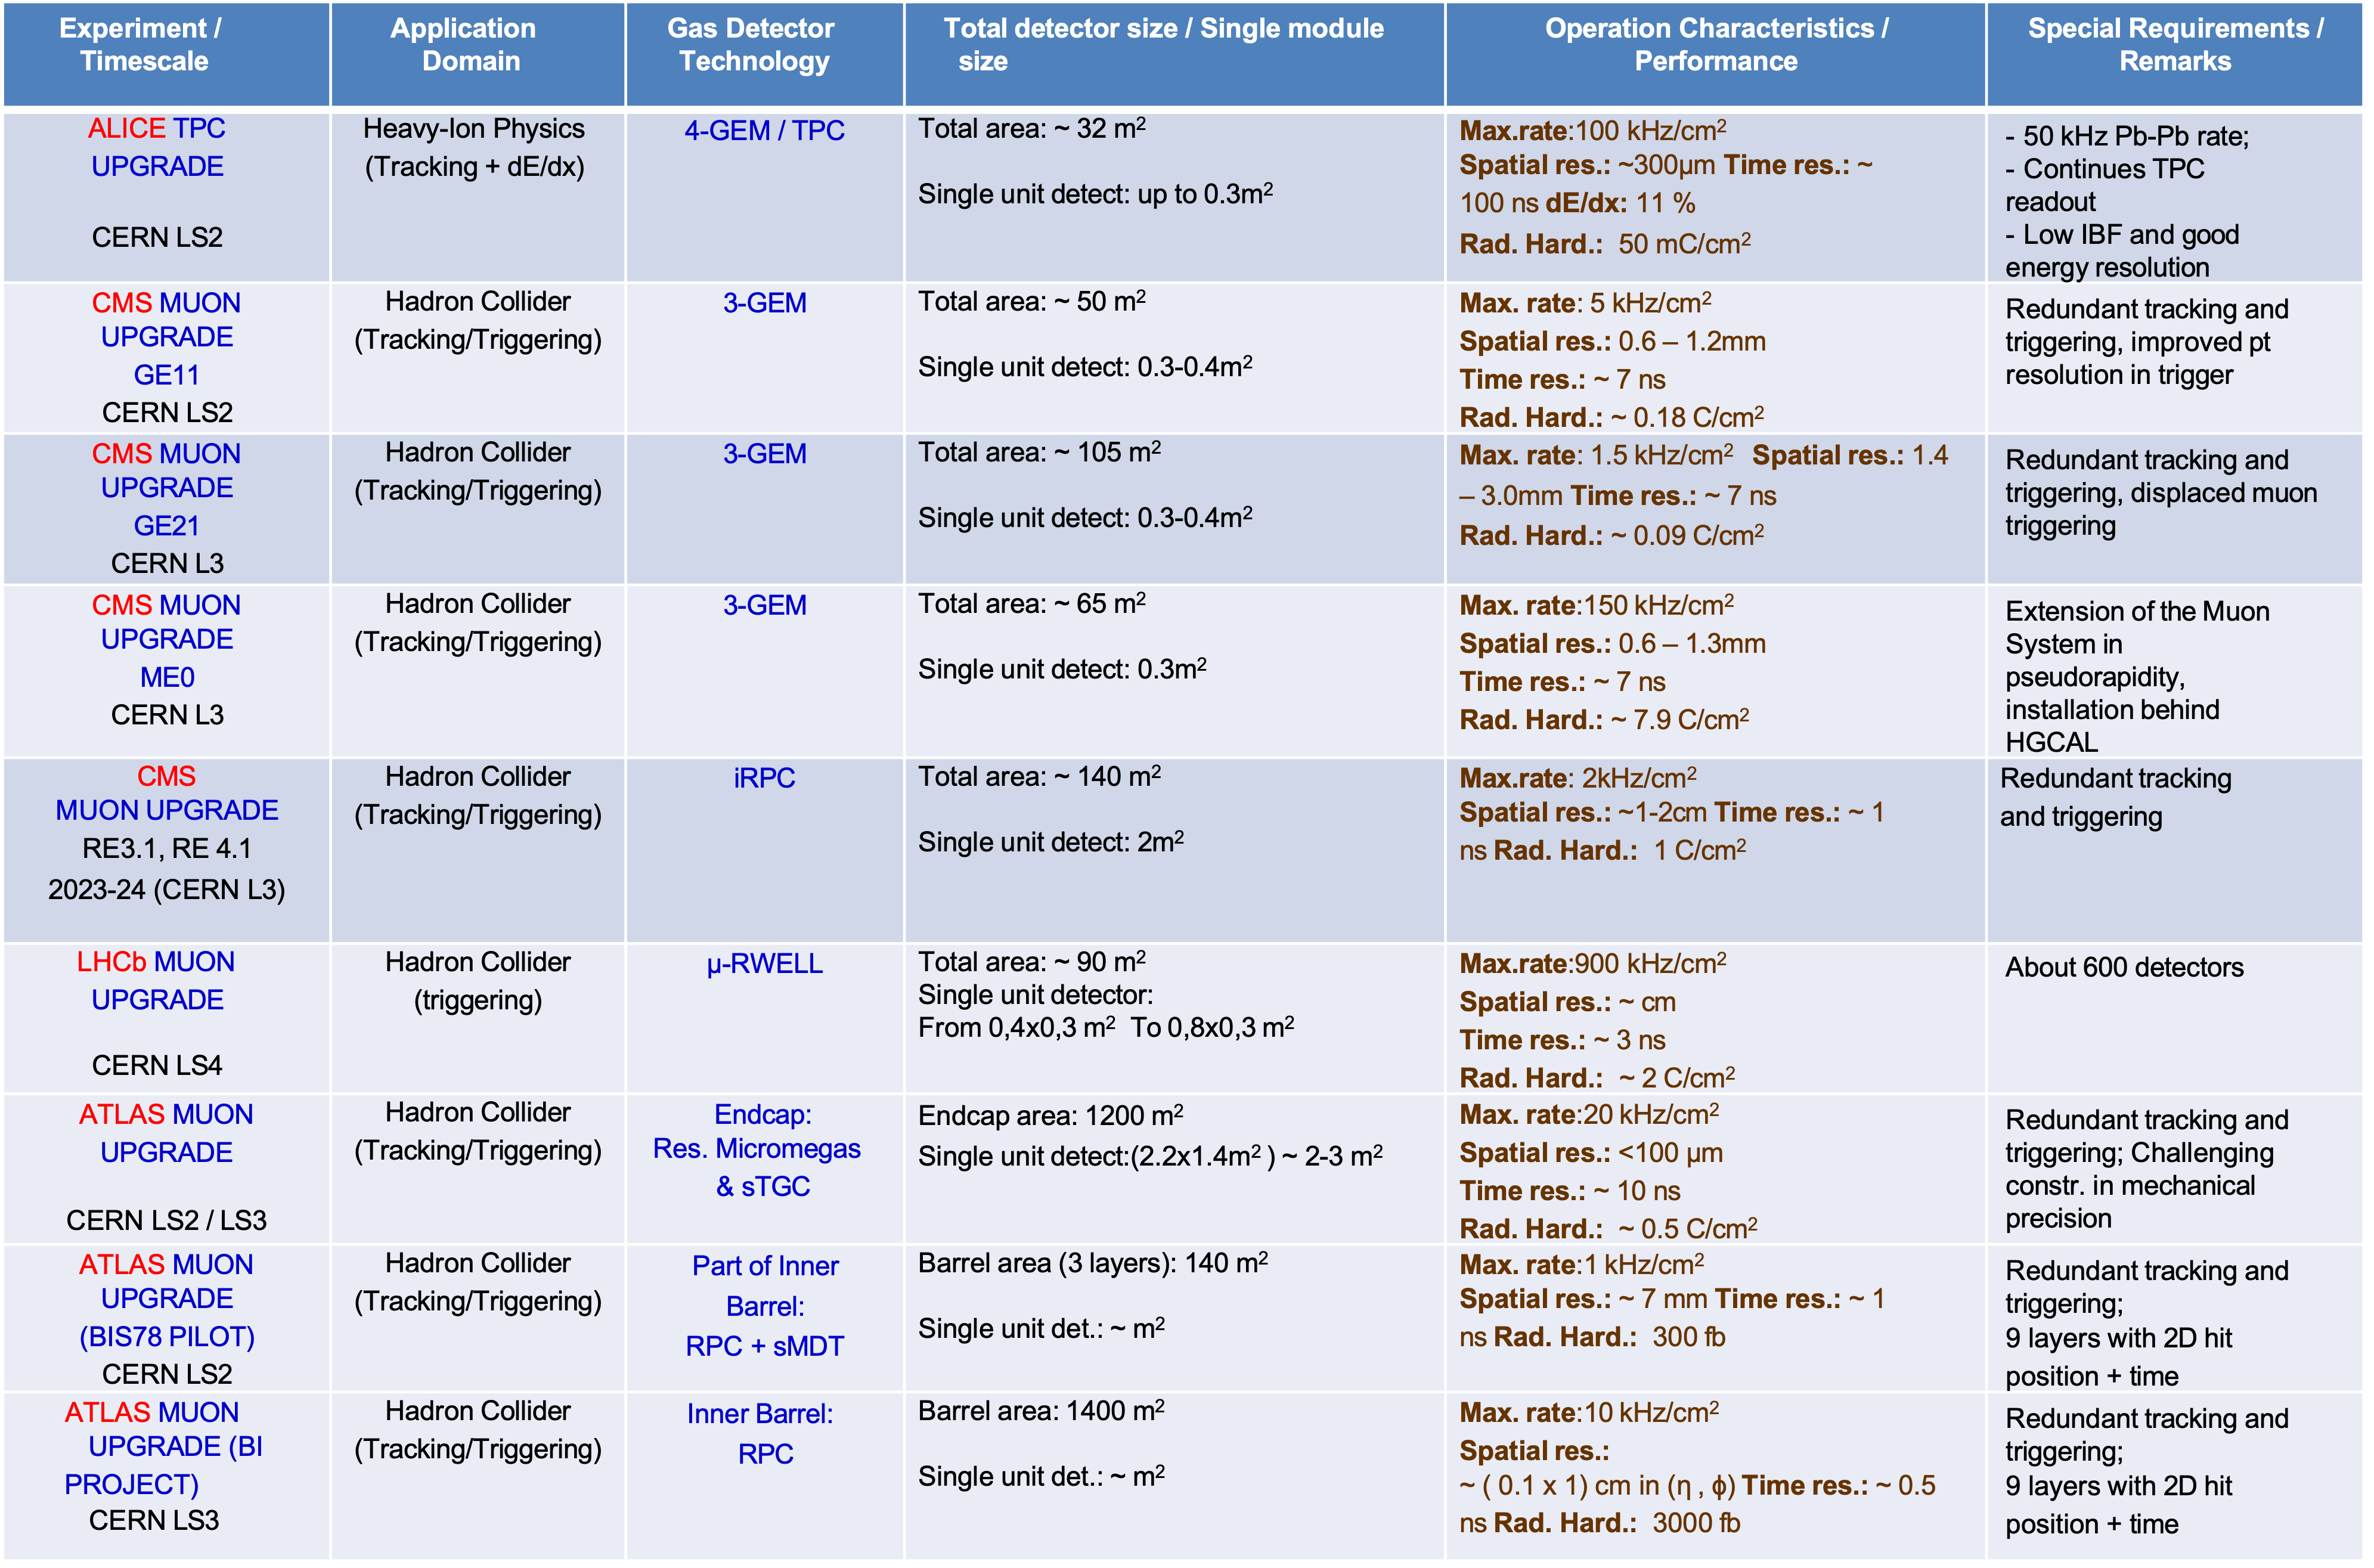 Experiment /
Timescale
Application
Domain
Gas Detector
Technology
Total detector size / Single module
size
Operation Characteristics /
Performance
Special Requirements /
Remarks
ALICE TPC
UPGRADE
CERN LS2
Heavy-Ion Physics
(Tracking + dE/dx)
4-GEM / TPC
Total area: ~ 32 m²
Single unit detect: up to 0.3m²
Max.rate:100 kHz/cm²
Spatial res.: ~300µm Time res.: ~
100 ns dE/dx: 11 %
Rad. Hard.: 50 mC/cm²
- 50 kHz Pb-Pb rate;
- Continues TPC
readout
- Low IBF and good
energy resolution
CMS MUON
UPGRADE
GE11
CERN LS2
Hadron Collider
(Tracking/Triggering)
3-GEM
Total area: ~ 50 m²
Single unit detect: 0.3-0.4m²
Max. rate: 5 kHz/cm²
Spatial res.: 0.6 – 1.2mm
Time res.: ~ 7 ns
Rad. Hard.: ~ 0.18 C/cm²
Redundant tracking and
triggering, improved pt
resolution in trigger
CMS MUON
UPGRADE
GE21
CERN L3
Hadron Collider
(Tracking/Triggering)
3-GEM
Total area: ~ 105 m²
Single unit detect: 0.3-0.4m²
Max. rate: 1.5 kHz/cm² Spatial res.: 1.4
– 3.0mm Time res.: ~ 7 ns
Rad. Hard.: ~ 0.09 C/cm²
Redundant tracking and
triggering, displaced muon
triggering
CMS MUON
UPGRADE
ME0
CERN L3
Hadron Collider
(Tracking/Triggering)
3-GEM
Total area: ~ 65 m²
Single unit detect: 0.3m²
Max. rate:150 kHz/cm²
Spatial res.: 0.6 – 1.3mm
Time res.: ~ 7 ns
Rad. Hard.: ~ 7.9 C/cm²
Extension of the Muon
System in
pseudorapidity,
installation behind
HGCAL
CMS
MUON UPGRADE
RE3.1, RE 4.1
2023-24 (CERN L3)
Hadron Collider
(Tracking/Triggering)
iRPC
Total area: ~ 140 m²
Single unit detect: 2m²
Max.rate: 2kHz/cm²
Spatial res.: ~1-2cm Time res.: ~ 1
ns Rad. Hard.: 1 C/cm²
Redundant tracking
and triggering
LHCb MUON
UPGRADE
CERN LS4
Hadron Collider
(triggering)
µ-RWELL
Total area: ~ 90 m²
Single unit detector:
From 0,4x0,3 m² To 0,8x0,3 m²
Max.rate:900 kHz/cm²
Spatial res.: ~ cm
Time res.: ~ 3 ns
Rad. Hard.: ~ 2 C/cm²
About 600 detectors
ATLAS MUON
UPGRADE
CERN LS2 / LS3
Hadron Collider
(Tracking/Triggering)
Endcap:
Res. Micromegas
& sTGC
Endcap area: 1200 m²
Single unit detect:(2.2x1.4m² ) ~ 2-3 m²
Max. rate:20 kHz/cm²
Spatial res.: <100 µm
Time res.: ~ 10 ns
Rad. Hard.: ~ 0.5 C/cm²
Redundant tracking and
triggering; Challenging
constr. in mechanical
precision
ATLAS MUON
UPGRADE
(BIS78 PILOT)
CERN LS2
Hadron Collider
(Tracking/Triggering)
Part of Inner
Barrel:
RPC + sMDT
Barrel area (3 layers): 140 m²
Single unit det.: ~ m²
Max. rate:1 kHz/cm²
Spatial res.: ~ 7 mm Time res.: ~ 1
ns Rad. Hard.: 300 fb
Redundant tracking and
triggering;
9 layers with 2D hit
position + time
ATLAS MUON
UPGRADE (BI
PROJECT)
CERN LS3
Hadron Collider
(Tracking/Triggering)
Inner Barrel:
RPC
Barrel area: 1400 m²
Single unit det.: ~ m²
Max. rate:10 kHz/cm²
Spatial res.:
~ ( 0.1 x 1) cm in (η , ϕ) Time res.: ~ 0.5
ns Rad. Hard.: 3000 fb
Redundant tracking and
triggering;
9 layers with 2D hit
position + time